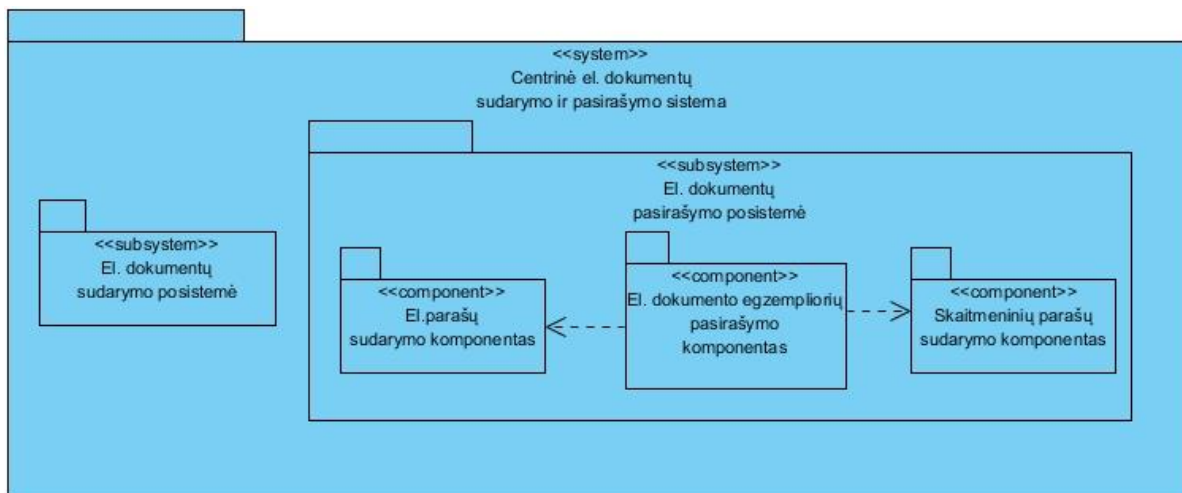 <<system>>
Centrinė el. dokumentų
sudarymo ir pasirašymo sistema
<<subsystem>>
El. dokumentų
sudarymo posistemė
<<subsystem>>
El. dokumentų
pasirašymo posistemė
<<component>>
El.parašų
sudarymo komponentas
<<component>>
El. dokumento egzempliorių
pasirašymo
komponentas
<<component>>
Skaitmeninių parašų
sudarymo komponentas